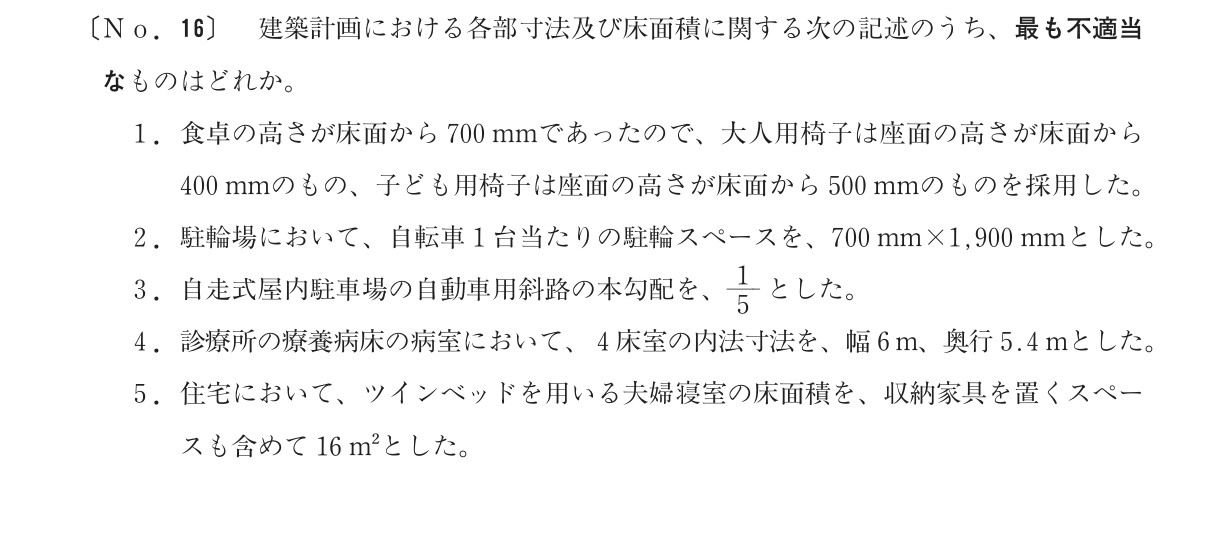 〔No. 16〕 建築計画における各部寸法及び床面積に関する次の記述のうち、最も不適当
なものはどれか。
1. 食卓の高さが床面から 700 mmであったので、大人用椅子は座面の高さが床面から
400 mmのもの、子ども用椅子は座面の高さが床面から 500 mmのものを採用した。
2. 駐輪場において、自転車1台当たりの駐輪スペースを、700 mm×1,900 mmとした。
3. 自走式屋内駐車場の自動車用斜路の本勾配を、1/5 とした。
4. 診療所の療養病床の病室において、4床室の内法寸法を、幅6m、奥行5.4mとした。
5. 住宅において、ツインベッドを用いる夫婦寝室の床面積を、収納家具を置くスペー
スも含めて 16 m²とした。